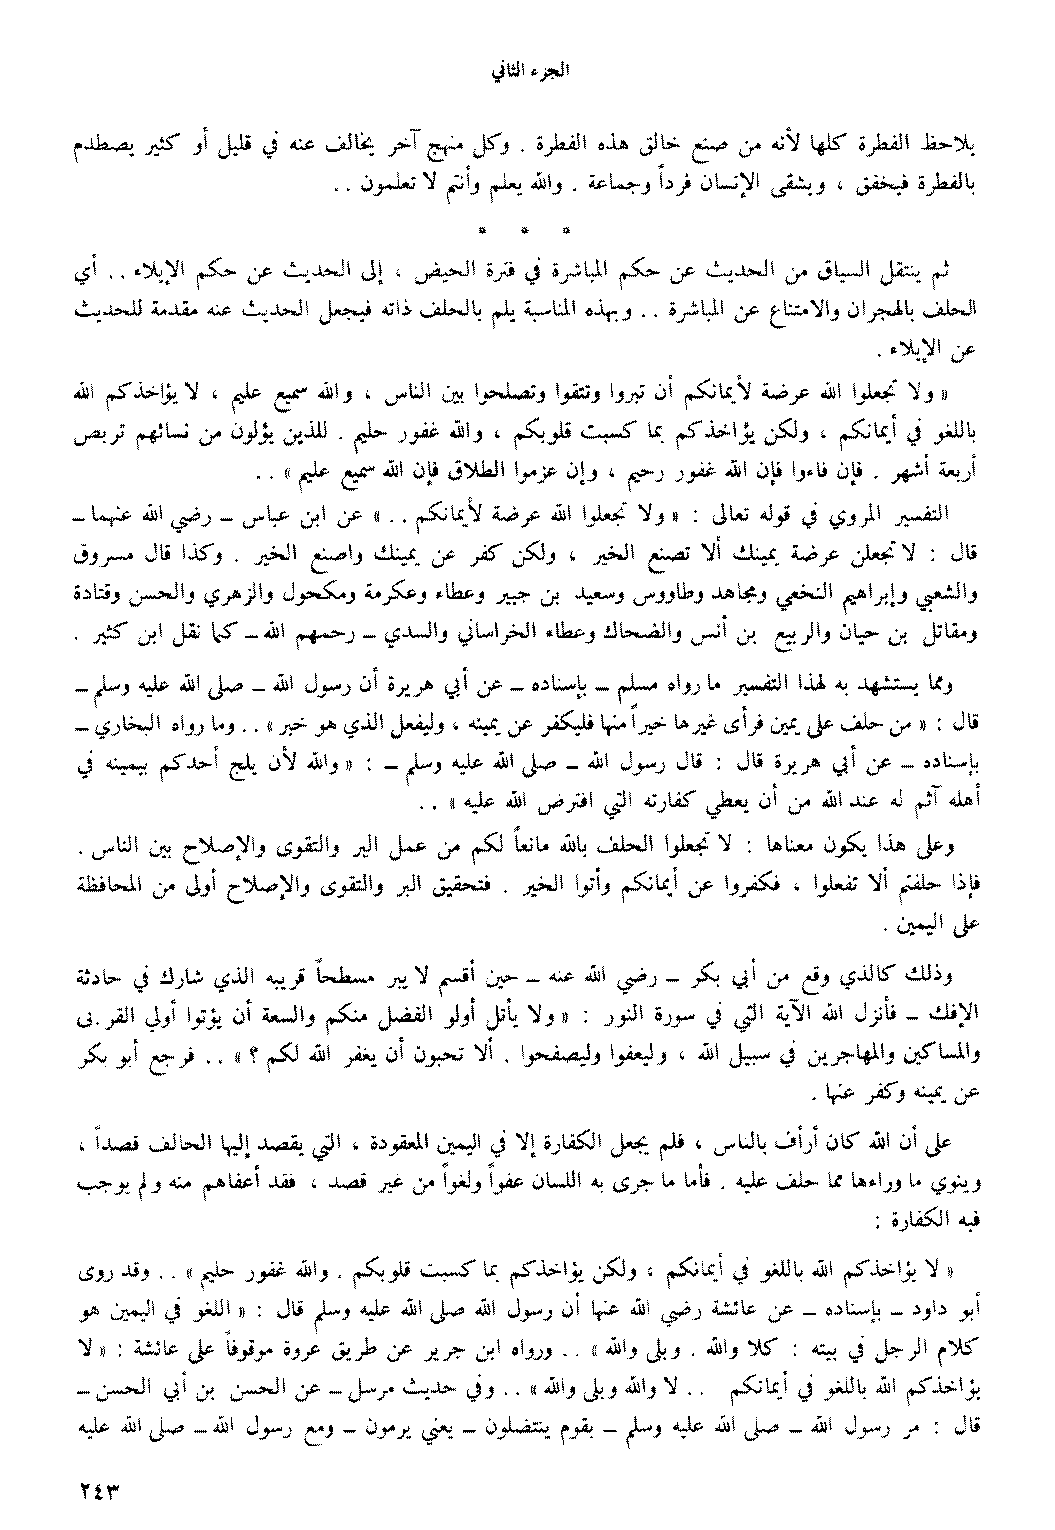 الجزء الثاني
يلاحظ الفطرة كلها لأنه من صنع خالق هذه الفطرة . وكل منهج آخر يخالف عنه في قليل أو كثير يصطدم
بالفطرة فيخفق ، ويشقى الإنسان فرداً وجماعة . والله يعلم وأنتم لا تعلمون . .
* * *
ثم ينتقل السياق من الحديث عن حكم المباشرة في فترة الحيض ، إلى الحديث عن حكم الإيلاء . . أي
الحلف بالهجران والامتناع عن المباشرة . . وبهذه المناسبة يلم بالحلف ذاته فيجعل الحديث عنه مقدمة للحديث
عن الإيلاء .
« ولا تجعلوا الله عرضة لأيمانكم أن تبروا وتتقوا وتصلحوا بين الناس ، والله سميع عليم ، لا يؤاخذكم الله
باللغو في أيمانكم ، ولكن يؤاخذكم بما كسبت قلوبكم ، والله غفور حليم . للذين يؤلون من نسائهم تربص
أربعة أشهر . فإن فاءوا فإن الله غفور رحيم ، وإن عزموا الطلاق فإن الله سميع عليم » . .
التفسير المروي في قوله تعالى : « ولا تجعلوا الله عرضة لأيمانكم . . » عن ابن عباس – رضي الله عنهما –
قال : لا تجعلن عرضة يمينك ألا تصنع الخير ، ولكن كفر عن يمينك واصنع الخير . وكذا قال مسروق
والشعبي وإبراهيم النخعي ومجاهد وطاووس وسعيد بن جبير وعطاء وعكرمة ومكحول والزهري والحسن وقتادة
ومقاتل بن حيان والربيع بن أنس والضحاك وعطاء الخراساني والسدي – رحمهم الله – كما نقل ابن كثير .
ومما يستشهد به لهذا التفسير ما رواه مسلم – بإسناده – عن أبي هريرة أن رسول الله – صلى الله عليه وسلم –
قال : « من حلف على يمين فرأى غيرها خيراً منها فليكفر عن يمينه ، وليفعل الذي هو خير » . . وما رواه البخاري –
بإسناده – عن أبي هريرة قال : قال رسول الله – صلى الله عليه وسلم – : « والله لأن يلج أحدكم بيمينه في
أهله آثم له عند الله من أن يعطي كفارته التي افترض الله عليه » . .
وعلى هذا يكون معناها : لا تجعلوا الحلف بالله مانعاً لكم من عمل البر والتقوى والإصلاح بين الناس .
فإذا حلفتم ألا تفعلوا ، فكفروا عن أيمانكم وأتوا الخير . فتحقيق البر والتقوى والإصلاح أولى من المحافظة
على اليمين .
وذلك كالذي وقع من أبي بكر – رضي الله عنه – حين أقسم لا يبر مسطحاً قريبه الذي شارك في حادثة
الإفك – فأنزل الله الآية التي في سورة النور : « ولا يأتل أولو الفضل منكم والسعة أن يؤتوا أولي القربى
والمساكين والمهاجرين في سبيل الله ، وليعفوا وليصفحوا . ألا تحبون أن يغفر الله لكم ؟ » . . فرجع أبو بكر
عن يمينه وكفر عنها .
على أن الله كان أرأف بالناس ، فلم يجعل الكفارة إلا في اليمين المعقودة ، التي يقصد إليها الحالف قصداً ،
وينوي ما وراءها مما حلف عليه . فأما ما جرى به اللسان عفواً ولغواً من غير قصد ، فقد أعفاهم منه ولم يوجب
فيه الكفارة :
« لا يؤاخذكم الله باللغو في أيمانكم ، ولكن يؤاخذكم بما كسبت قلوبكم . والله غفور حليم » . . وقد روى
أبو داود – بإسناده – عن عائشة رضي الله عنها أن رسول الله صلى الله عليه وسلم قال : « اللغو في اليمين هو
كلام الرجل في بيته : كلا والله . وبلى والله » . . ورواه ابن جرير عن طريق عروة موقوفاً على عائشة : « لا
يؤاخذكم الله باللغو في أيمانكم . . لا والله وبلى والله » . . وفي حديث مرسل – عن الحسن بن أبي الحسن –
قال : مر رسول الله – صلى الله عليه وسلم – بقوم ينتضلون – يعني يرمون – ومع رسول الله – صلى الله عليه
٢٤٣